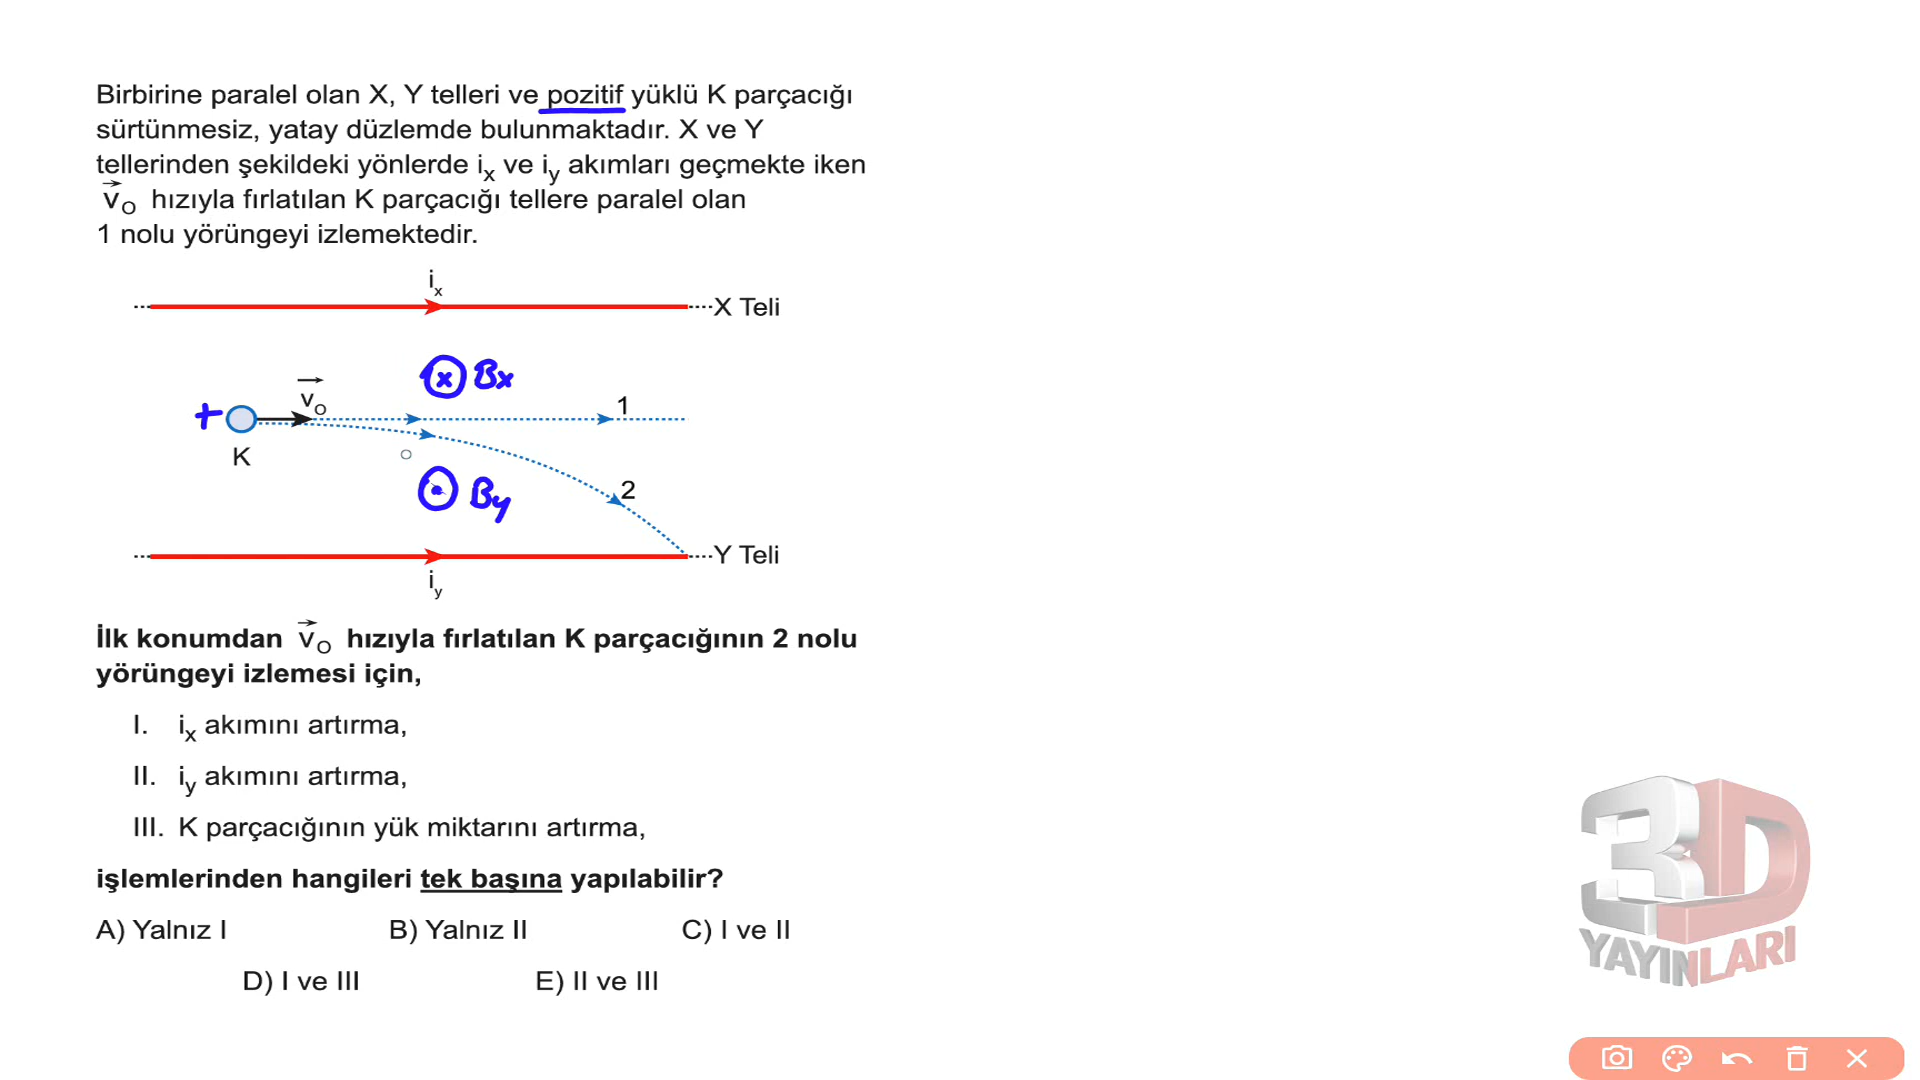 Birbirine paralel olan X, Y telleri ve pozitif yüklü K parçacığı
sürtünmesiz, yatay düzlemde bulunmaktadır. X ve Y
tellerinden şekildeki yönlerde ix ve iy akımları geçmekte iken
vO hızıyla fırlatılan K parçacığı tellere paralel olan
1 nolu yörüngeyi izlemektedir.
ix
X Teli
x Bx
vO
1
+
K
By
2
Y Teli
iy
İlk konumdan vO hızıyla fırlatılan K parçacığının 2 nolu
yörüngeyi izlemesi için,
I. ix akımını artırma,
II. iy akımını artırma,
III. K parçacığının yük miktarını artırma,
işlemlerinden hangileri tek başına yapılabilir?
A) Yalnız I B) Yalnız II C) I ve II
D) I ve III E) II ve III
3D
YAYINLARI